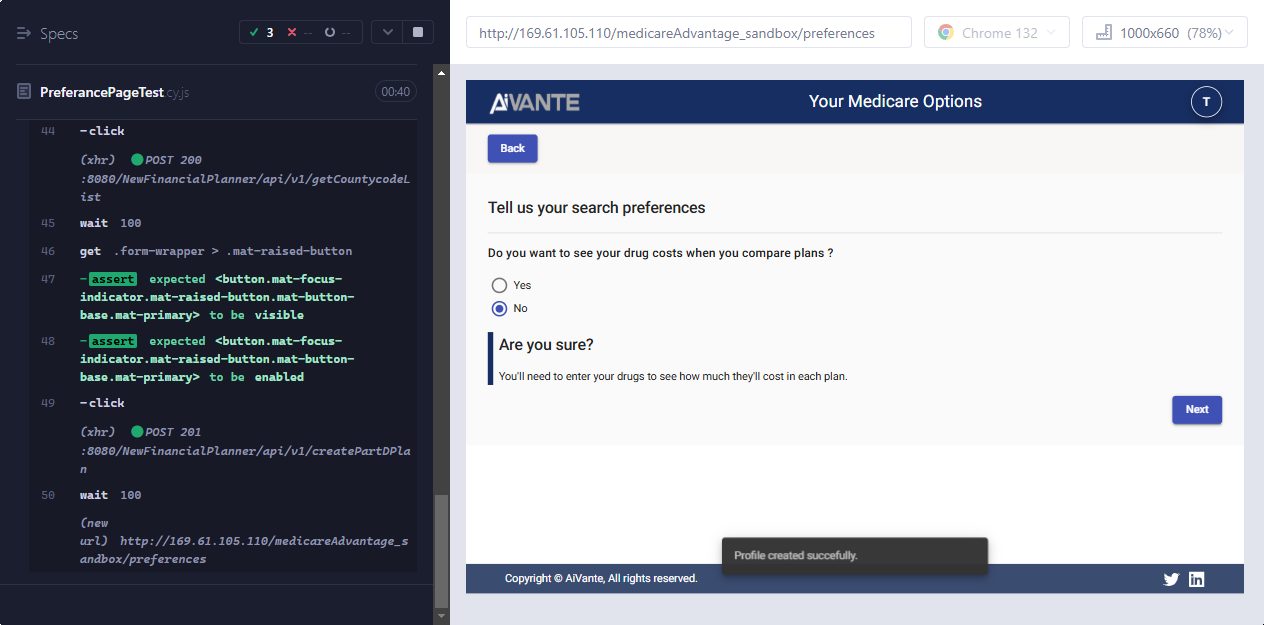 Specs
3
--
--
PreferancePageTest cy.js
00:40
44 -click
(xhr) POST 200
:8080/NewFinancialPlanner/api/v1/getCountycodeL
ist
45 wait 100
46 get .form-wrapper > .mat-raised-button
47 -assert expected <button.mat-focus-
indicator.mat-raised-button.mat-button-
base.mat-primary> to be visible
48 -assert expected <button.mat-focus-
indicator.mat-raised-button.mat-button-
base.mat-primary> to be enabled
49 -click
(xhr) POST 201
:8080/NewFinancialPlanner/api/v1/createPartDPla
n
50 wait 100
(new
url) http://169.61.105.110/medicareAdvantage_s
andbox/preferences
http://169.61.105.110/medicareAdvantage_sandbox/preferences
Chrome 132
1000x660 (78%)
AiVANTE
Your Medicare Options
T
Back
Tell us your search preferences
Do you want to see your drug costs when you compare plans ?
Yes
No
Are you sure?
You'll need to enter your drugs to see how much they'll cost in each plan.
Next
Profile created succefully.
Copyright © AiVante, All rights reserved.
in